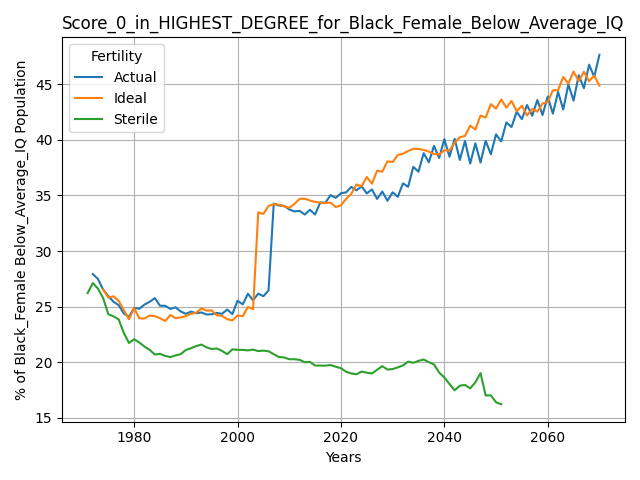 Score_0_in_HIGHEST_DEGREE_for_Black_Female_Below_Average_IQ
Fertility
Actual
Ideal
Sterile
% of Black_Female Below_Average_IQ Population
45
40
35
30
25
20
15
1980
2000
2020
2040
2060
Years